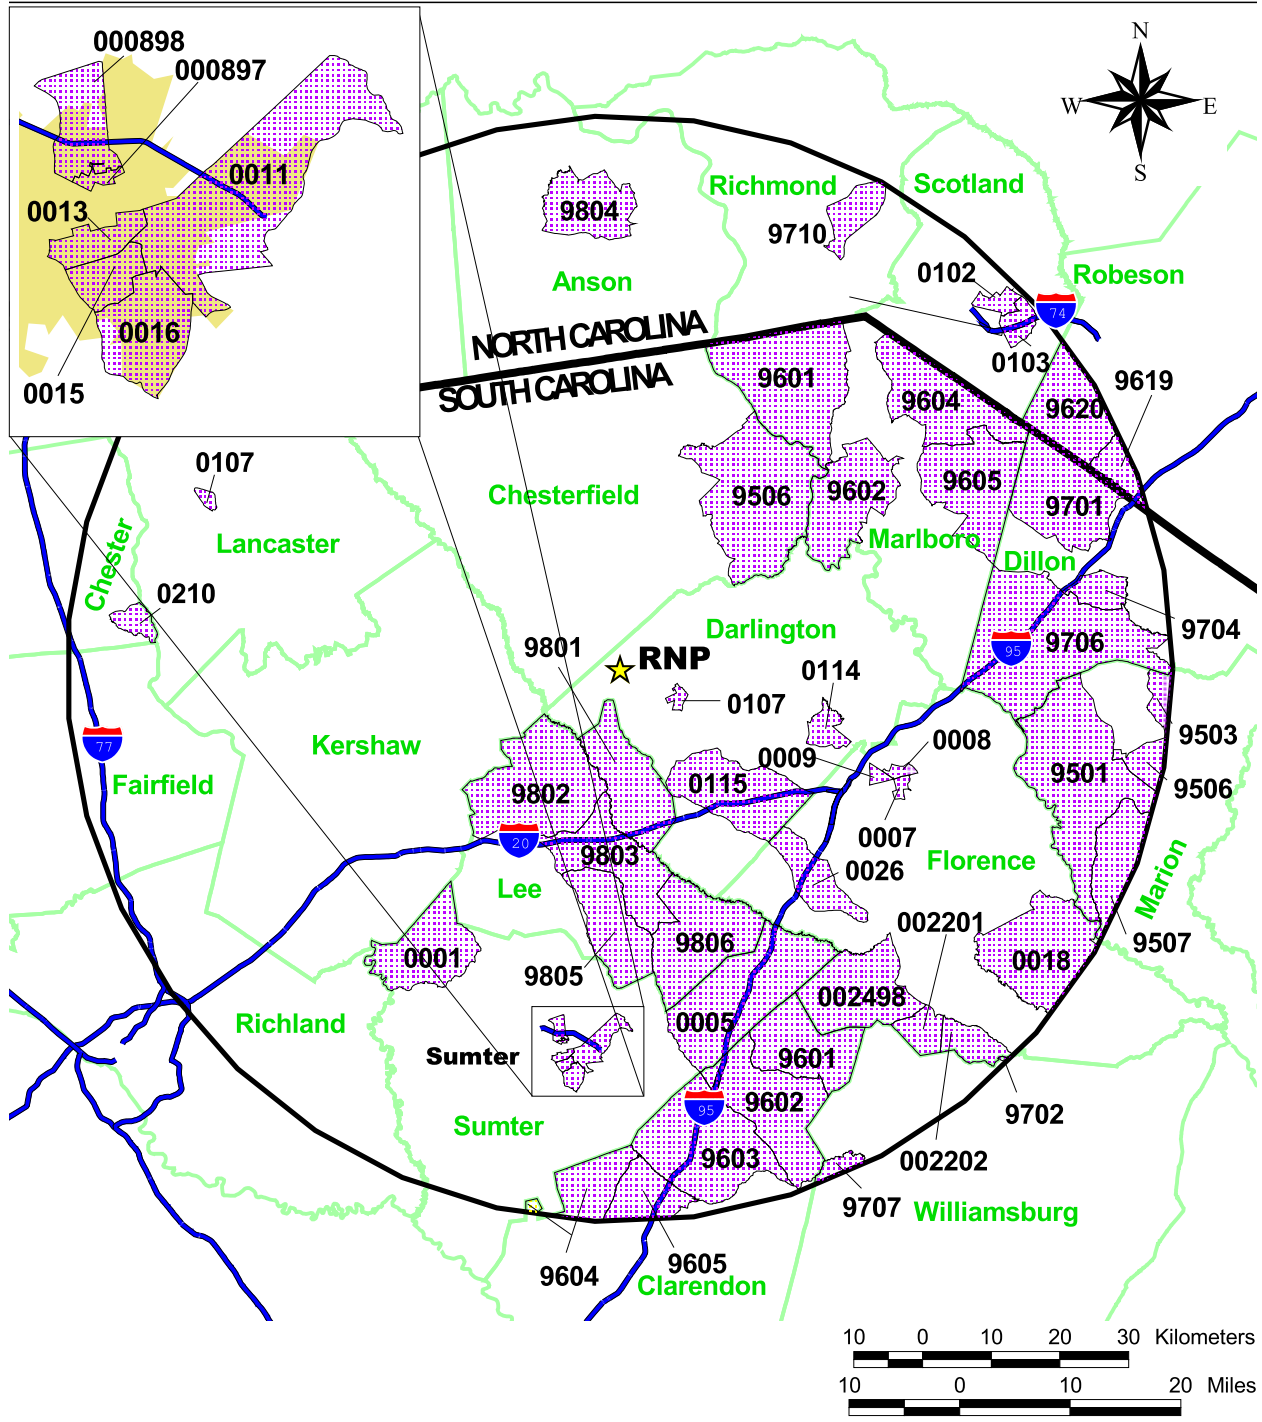 000898
000897
0011
0013
0016
0015
N
W E
S
Richmond
Scotland
9804
9710
Anson
0102
Robeson
74
NORTH CAROLINA
0103
SOUTH CAROLINA
9601
9619
9604
9620
0107
Chesterfield
9506
9602
9605
9701
Lancaster
Marlboro
Dillon
Chester
0210
Darlington
9704
9706
95
9801
RNP
0114
0107
Kershaw
77
0009
0008
9503
Fairfield
9802
0115
9501
9506
20
9803
0007
0026
Florence
Lee
Marion
002201
9507
0001
9805
9806
0018
002498
Richland
0005
Sumter
9601
9602
95
9702
Sumter
9603
002202
9707
Williamsburg
9604
9605
Clarendon
10 0 10 20 30 Kilometers
10 0 10 20 Miles